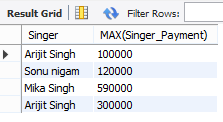 Result Grid Filter Rows:
Singer MAX(Singer_Payment)
Arijit Singh 100000
Sonu nigam 120000
Mika Singh 590000
Arijit Singh 300000